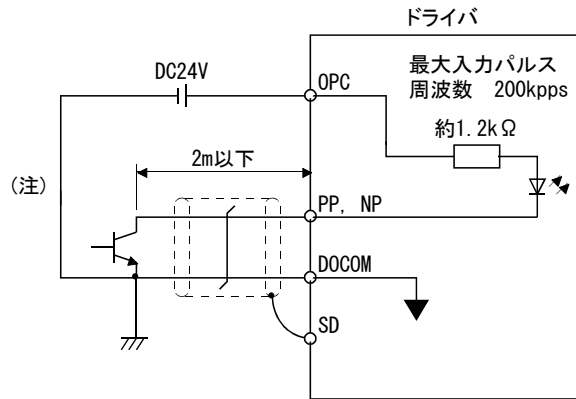 ドライバ
DC24V
OPC
最大入力パルス
周波数 200kpps
約1.2kΩ
2m以下
(注)
PP, NP
DOCOM
SD